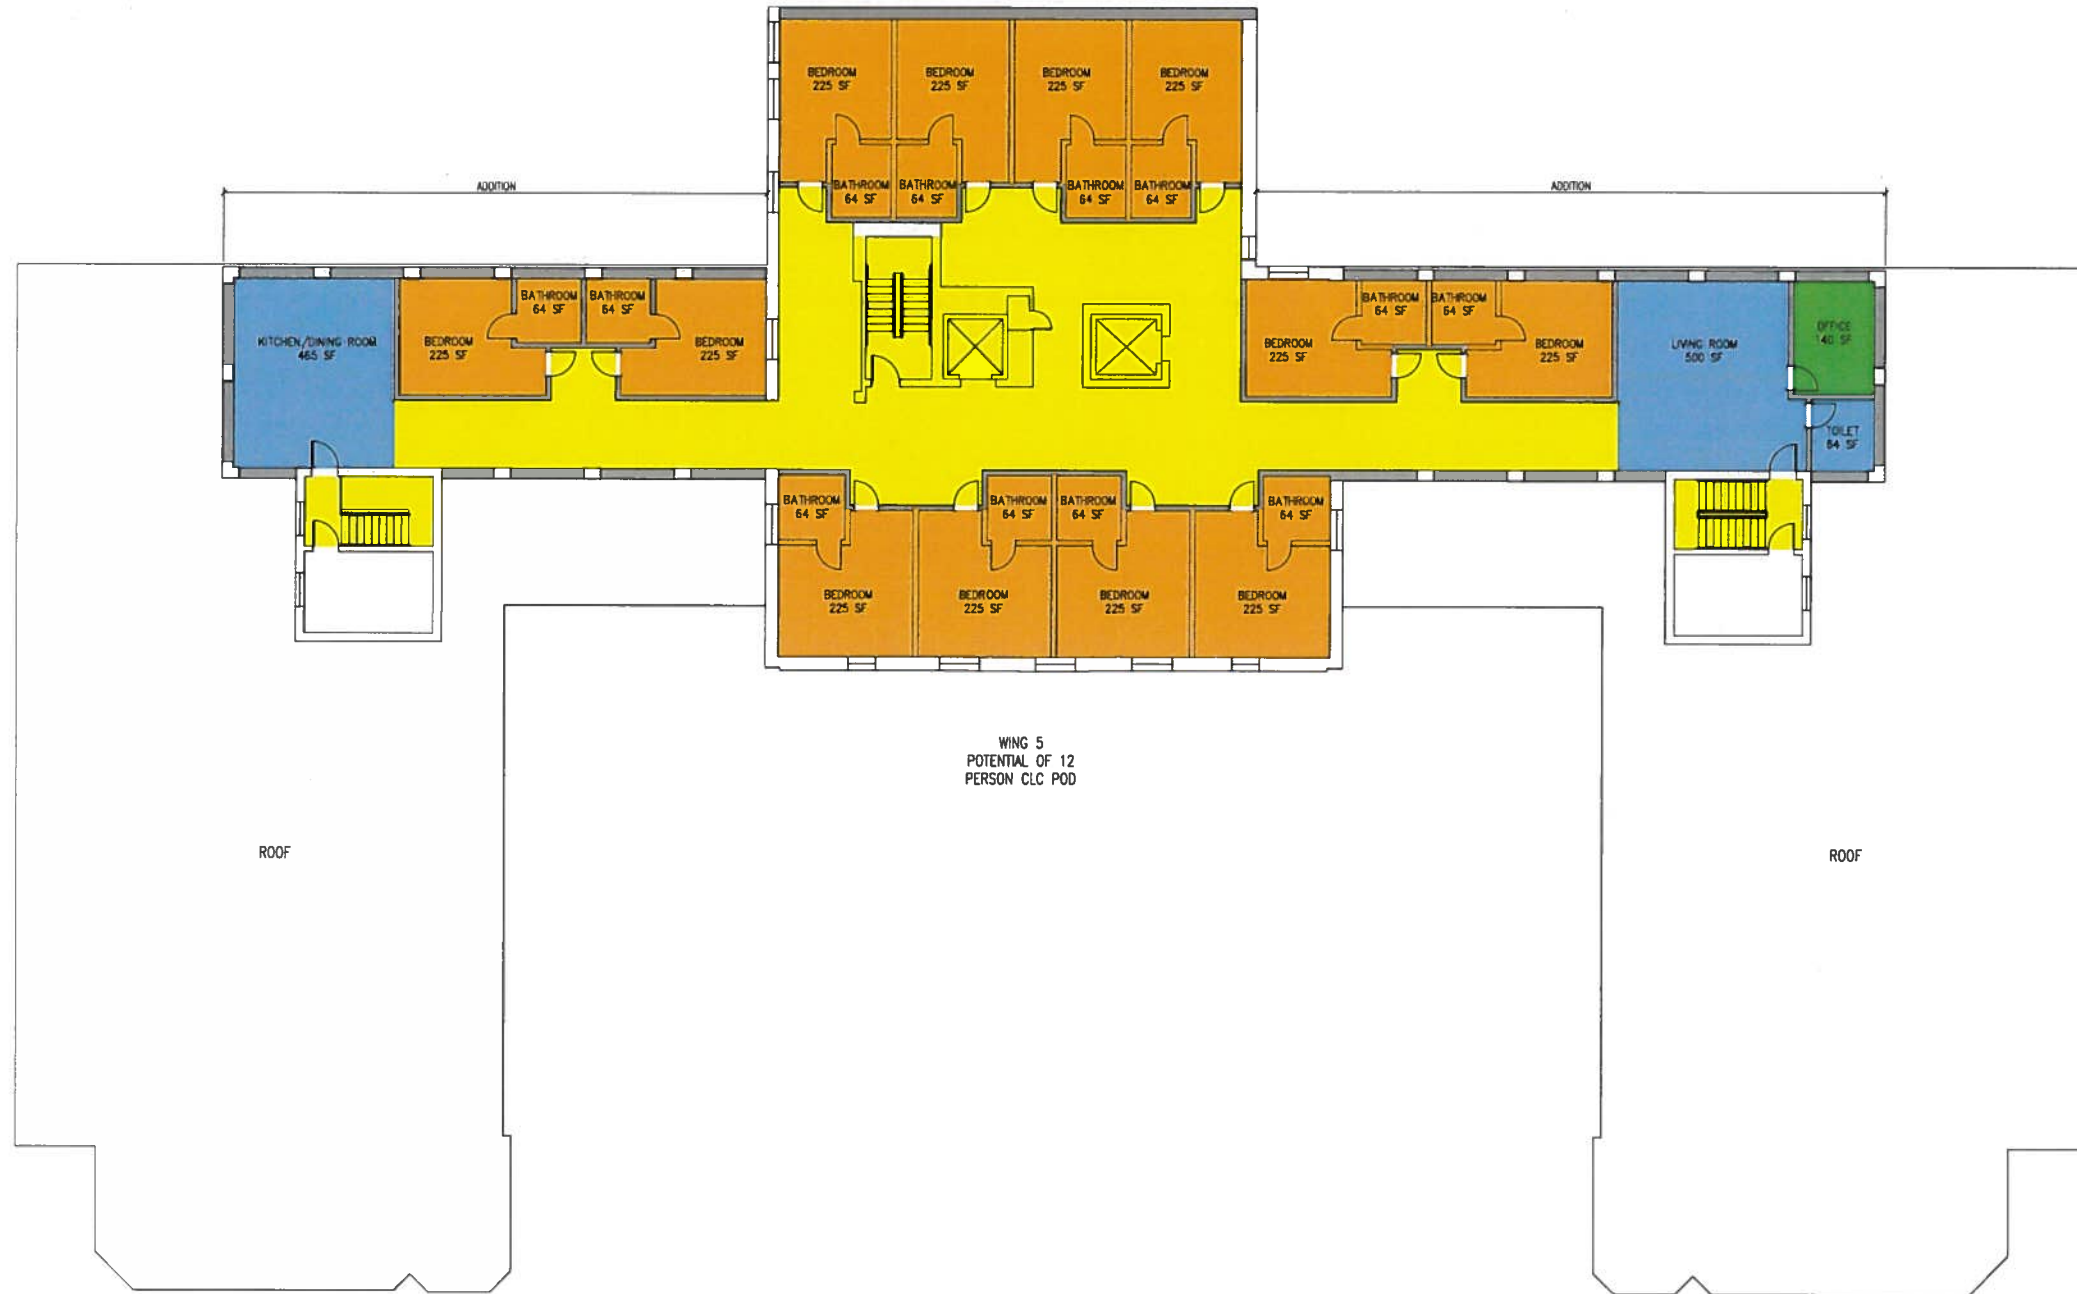 BEDROOM
225 SF
BEDROOM
225 SF
BEDROOM
225 SF
BEDROOM
225 SF
BATHROOM
64 SF
BATHROOM
64 SF
BATHROOM
64 SF
BATHROOM
64 SF
ADDITION
ADDITION
KITCHEN/DINING ROOM
465 SF
BEDROOM
225 SF
BATHROOM
64 SF
BATHROOM
64 SF
BEDROOM
225 SF
BEDROOM
225 SF
BATHROOM
64 SF
BATHROOM
64 SF
BEDROOM
225 SF
LIVING ROOM
500 SF
OFFICE
140 SF
TOILET
64 SF
BATHROOM
64 SF
BATHROOM
64 SF
BATHROOM
64 SF
BATHROOM
64 SF
BEDROOM
225 SF
BEDROOM
225 SF
BEDROOM
225 SF
BEDROOM
225 SF
WING 5
POTENTIAL OF 12
PERSON CLC POD
ROOF
ROOF